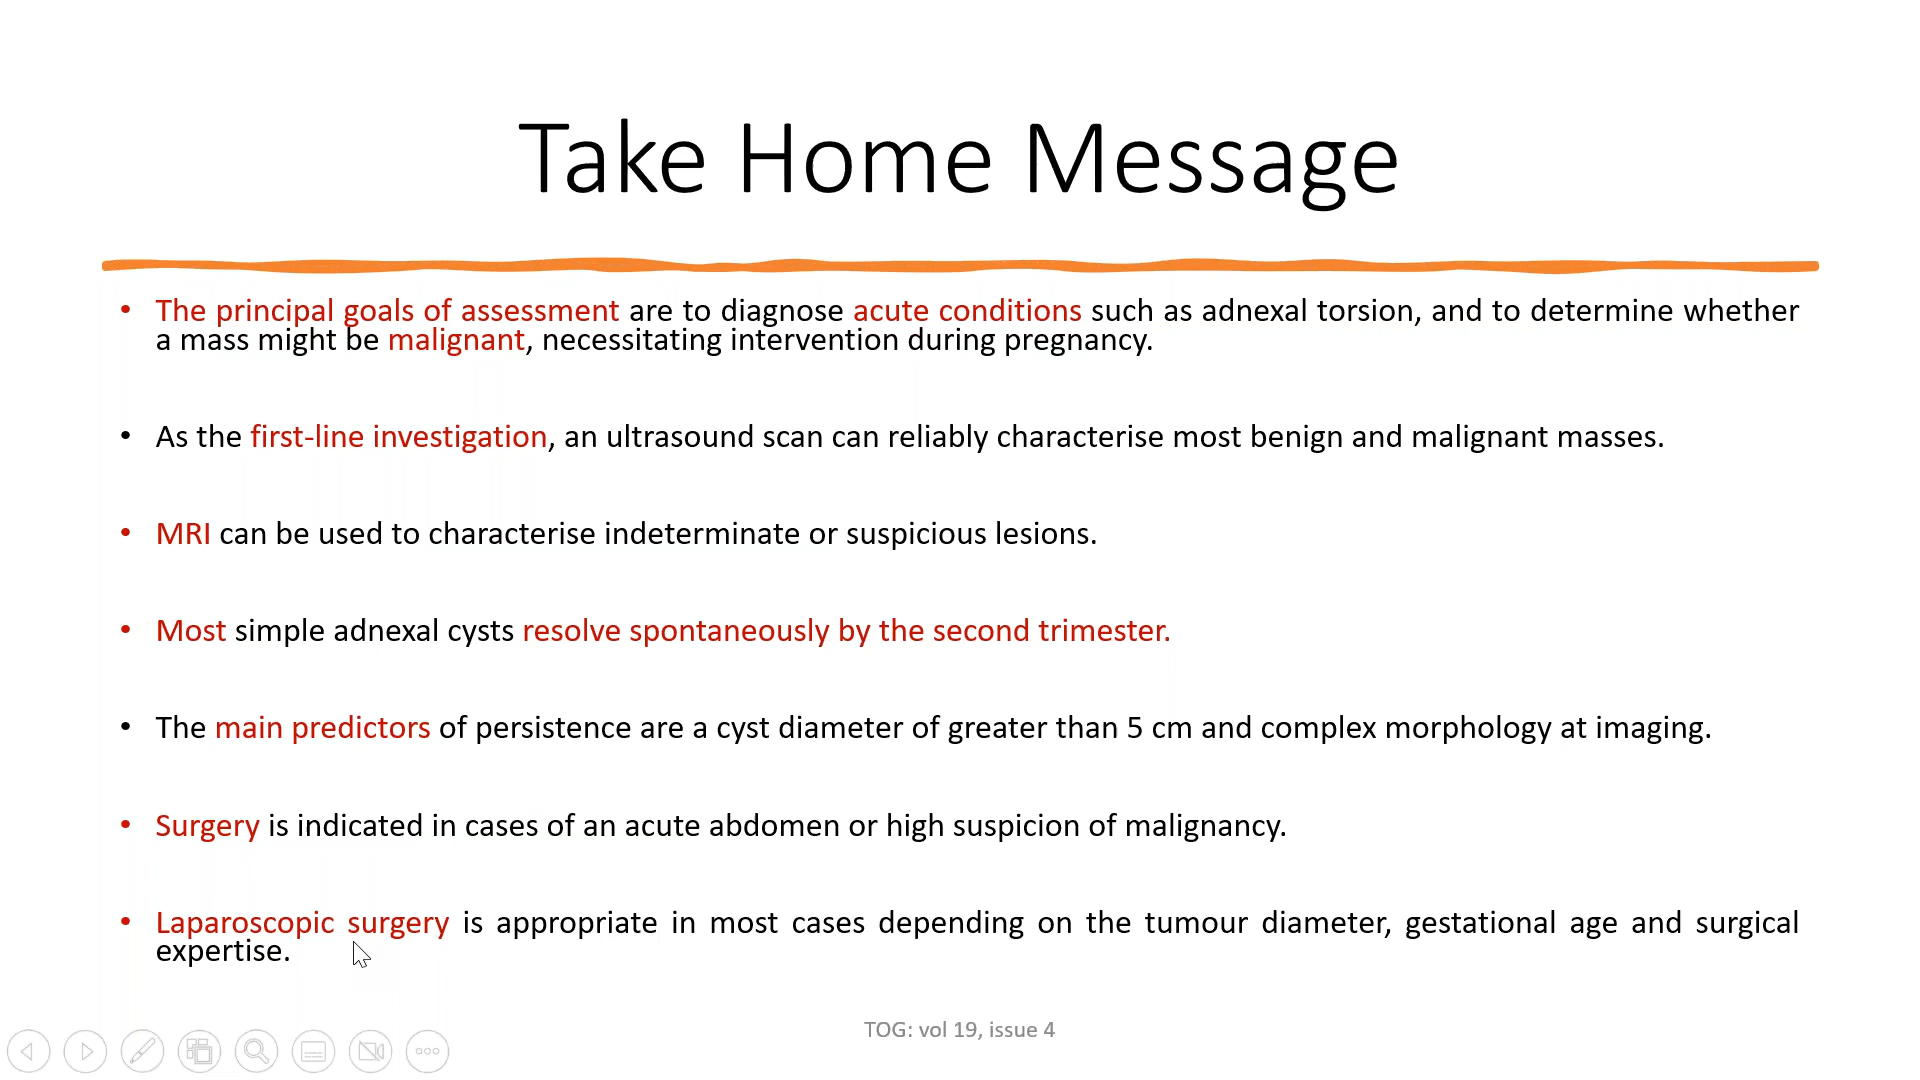 Take Home Message
• The principal goals of assessment are to diagnose acute conditions such as adnexal torsion, and to determine whether
a mass might be malignant, necessitating intervention during pregnancy.
• As the first-line investigation, an ultrasound scan can reliably characterise most benign and malignant masses.
• MRI can be used to characterise indeterminate or suspicious lesions.
• Most simple adnexal cysts resolve spontaneously by the second trimester.
• The main predictors of persistence are a cyst diameter of greater than 5 cm and complex morphology at imaging.
• Surgery is indicated in cases of an acute abdomen or high suspicion of malignancy.
• Laparoscopic surgery is appropriate in most cases depending on the tumour diameter, gestational age and surgical
expertise.
TOG: vol 19, issue 4